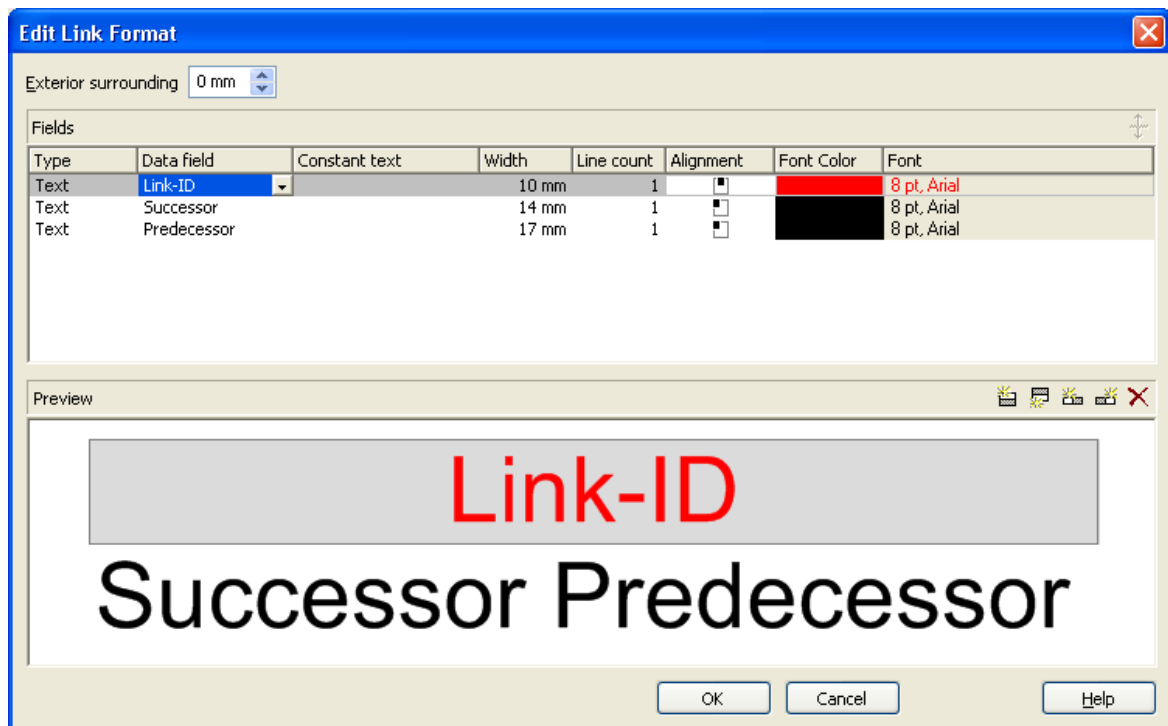 Edit Link Format
Exterior surrounding 0 mm
Fields
Type Data field Constant text Width Line count Alignment Font Color Font
Text Link-ID 10 mm 1 8 pt, Arial
Text Successor 14 mm 1 8 pt, Arial
Text Predecessor 17 mm 1 8 pt, Arial
Preview
Link-ID
Successor Predecessor
OK Cancel Help